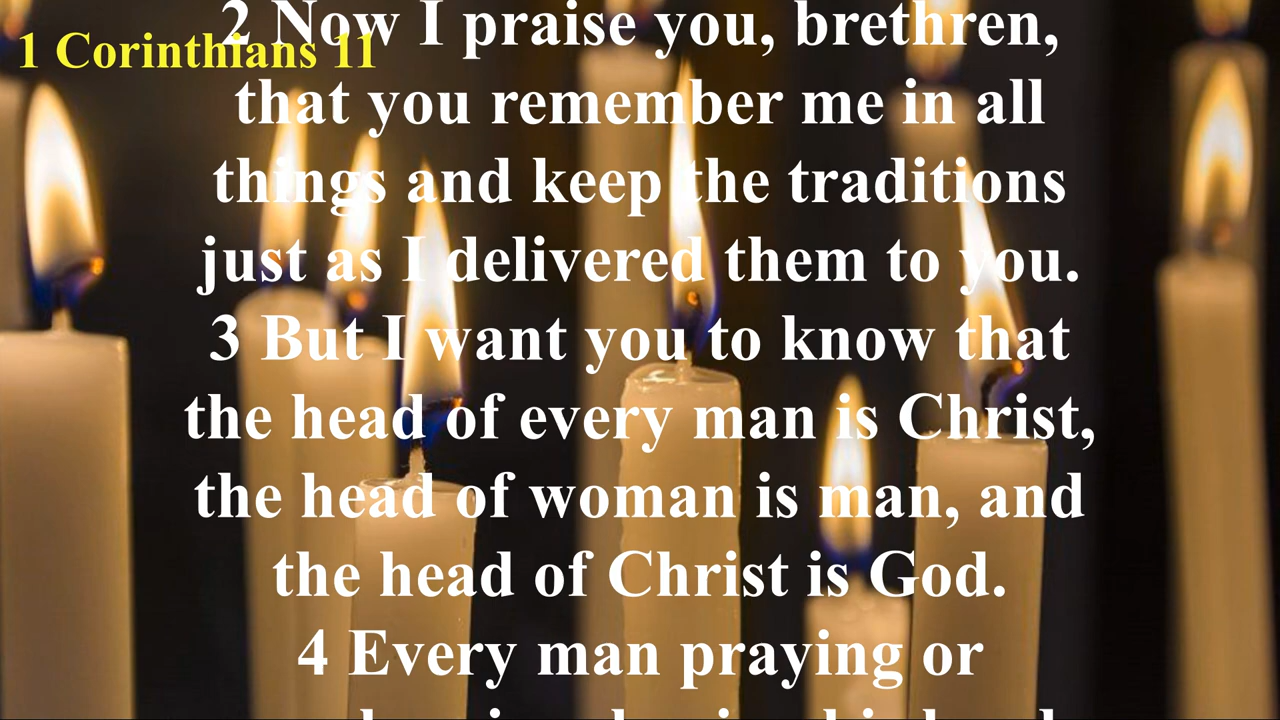 1 Corinthians 11
2 Now I praise you, brethren,
that you remember me in all
things and keep the traditions
just as I delivered them to you.
3 But I want you to know that
the head of every man is Christ,
the head of woman is man, and
the head of Christ is God.
4 Every man praying or